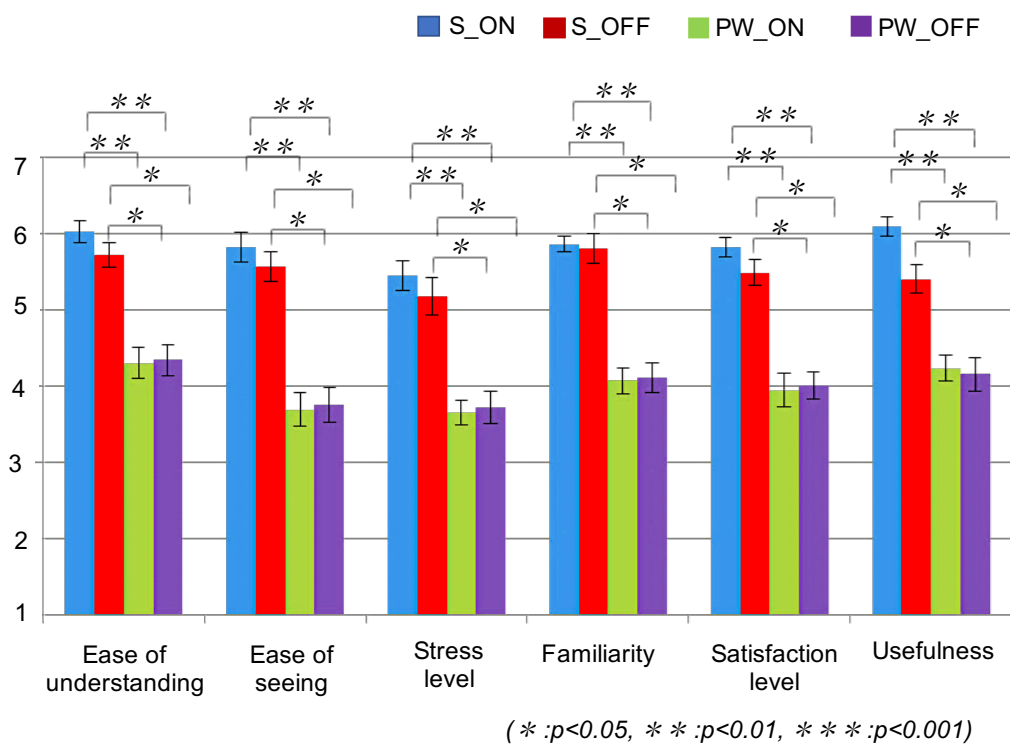 S_ON S_OFF PW_ON PW_OFF
** ** ** ** ** **
** ** ** ** ** **
* * * * * *
* * * * * *
7
6
5
4
3
2
1
Ease of understanding
Ease of seeing
Stress level
Familiarity
Satisfaction level
Usefulness
(*:p<0.05, **:p<0.01, ***:p<0.001)